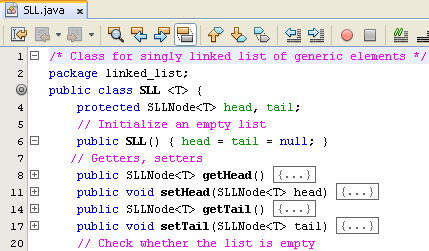 SLL.java
1 /* Class for singly linked list of generic elements */
2 package linked_list;
public class SLL <T> {
4 protected SLLNode<T> head, tail;
5 // Initialize an empty list
6 public SLL() { head = tail = null; }
7 // Getters, setters
8 public SLLNode<T> getHead() {...}
11 public void setHead(SLLNode<T> head) {...}
14 public SLLNode<T> getTail() {...}
17 public void setTail(SLLNode<T> tail) {...}
20 // Check whether the list is empty